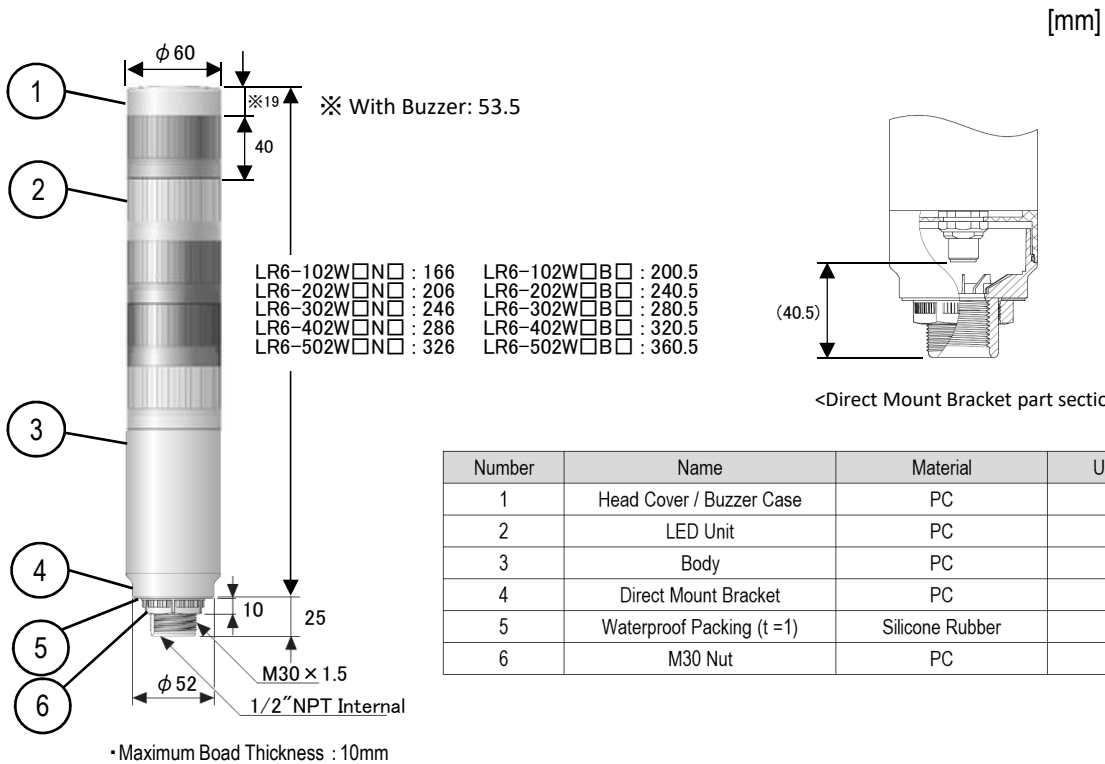 [mm]
φ60
1
※19
※ With Buzzer: 53.5
40
2
LR6-102W□N□ : 166 LR6-102W□B□ : 200.5
LR6-202W□N□ : 206 LR6-202W□B□ : 240.5
LR6-302W□N□ : 246 LR6-302W□B□ : 280.5
LR6-402W□N□ : 286 LR6-402W□B□ : 320.5
LR6-502W□N□ : 326 LR6-502W□B□ : 360.5
(40.5)
<Direct Mount Bracket part sectio
3
Number Name Material U
1 Head Cover / Buzzer Case PC
2 LED Unit PC
3 Body PC
4 Direct Mount Bracket PC
5 Waterproof Packing (t =1) Silicone Rubber
6 M30 Nut PC
4
10
25
5
M30×1.5
φ52
6
1/2″NPT Internal
･Maximum Boad Thickness : 10mm